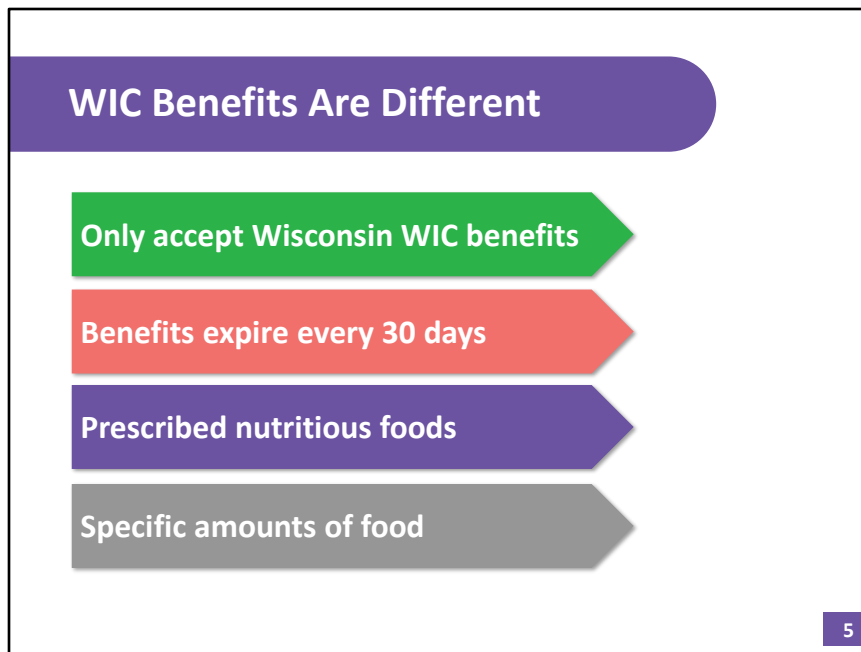 WIC Benefits Are Different
Only accept Wisconsin WIC benefits
Benefits expire every 30 days
Prescribed nutritious foods
Specific amounts of food
5